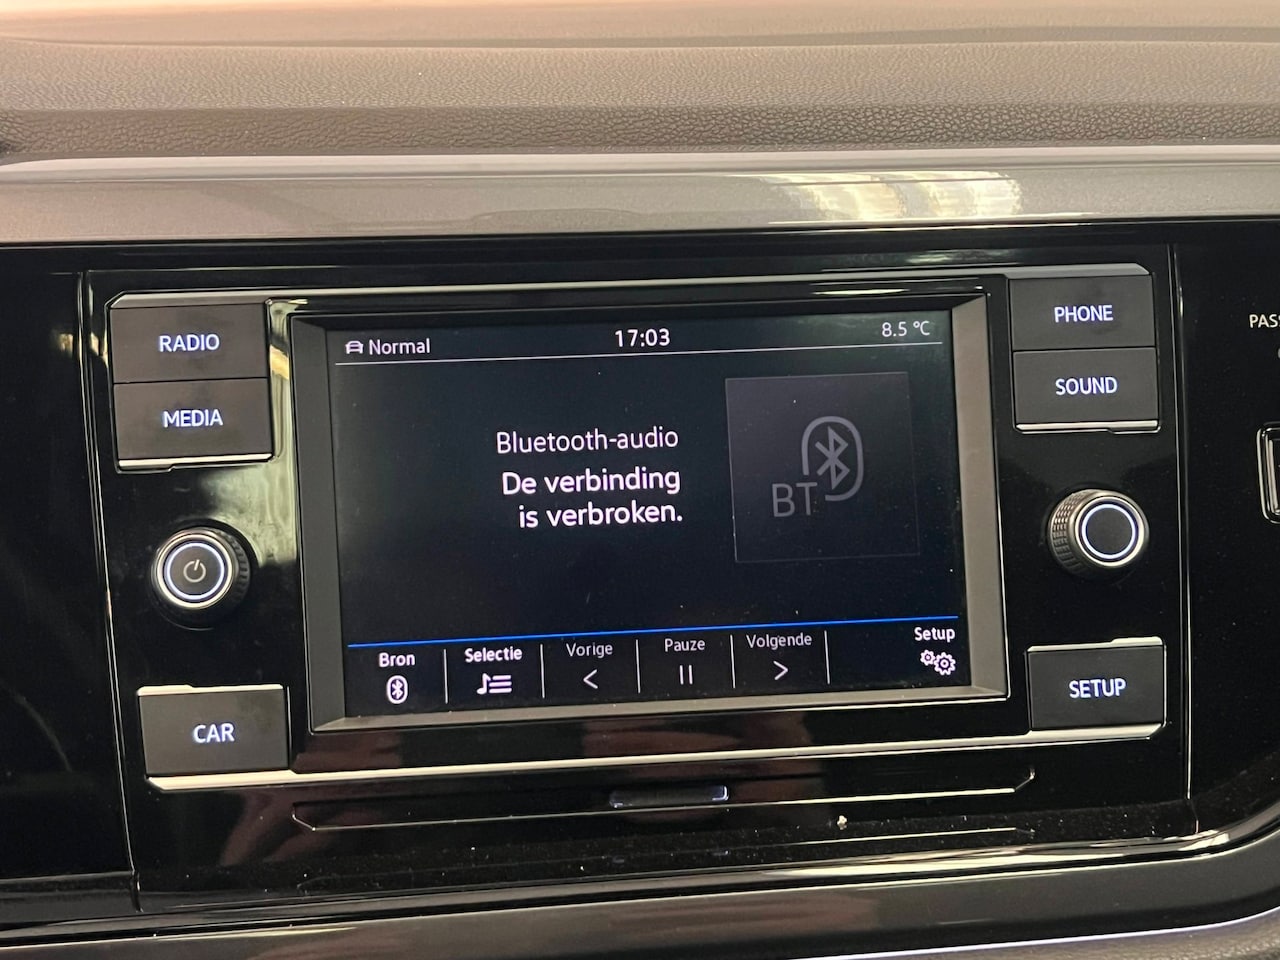 RADIO
MEDIA
CAR
Normal
17:03
8.5 °C
Bluetooth-audio
De verbinding
is verbroken.
BT
Bron
Selectie
Vorige
Pauze
Volgende
Setup
PHONE
SOUND
SETUP